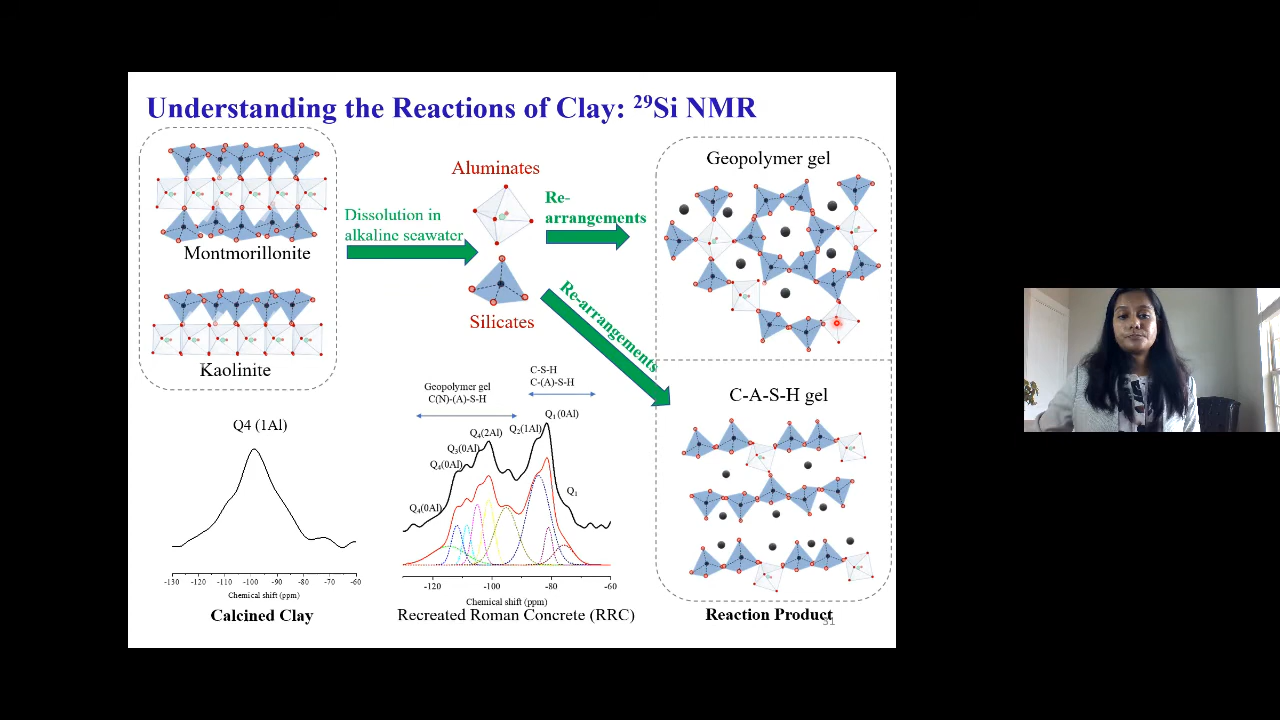 Understanding the Reactions of Clay: ²⁹Si NMR
Montmorillonite
Kaolinite
Dissolution in
alkaline seawater
Aluminates
Silicates
Re-
arrangements
Re-arrangements
Geopolymer gel
C-A-S-H gel
Reaction Product
31
Q4 (1Al)
-130 -120 -110 -100 -90 -80 -70 -60
Chemical shift (ppm)
Calcined Clay
Geopolymer gel
C(N)-(A)-S-H
C-S-H
C-(A)-S-H
Q₄(0Al)
Q₄(0Al)
Q₃(0Al)
Q₄(2Al)
Q₂(1Al)
Q₁(0Al)
Q₁
-120 -100 -80 -60
Chemical shift (ppm)
Recreated Roman Concrete (RRC)